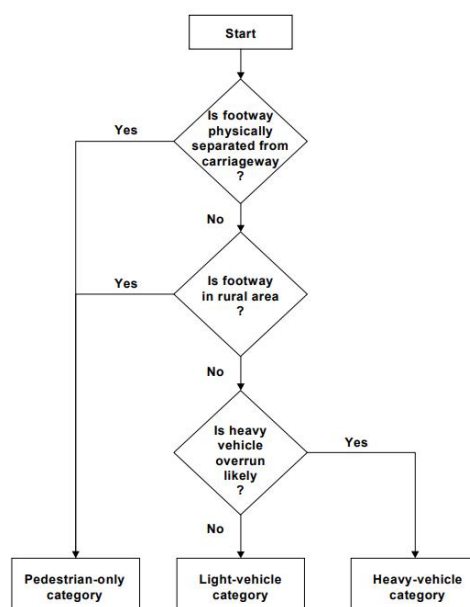 Start
Is footway
physically
separated from
carriageway
?
Yes
No
Is footway
in rural area
?
Yes
No
Is heavy
vehicle
overrun
likely
?
Yes
No
Pedestrian-only
category
Light-vehicle
category
Heavy-vehicle
category